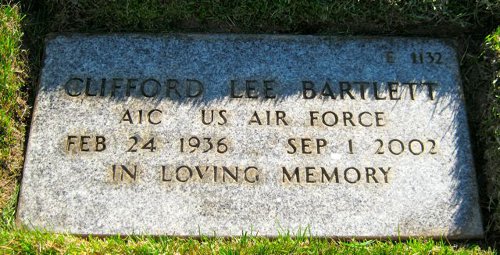 E 1132
CLIFFORD LEE BARTLETT
A1C US AIR FORCE
FEB 24 1936 SEP 1 2002
IN LOVING MEMORY